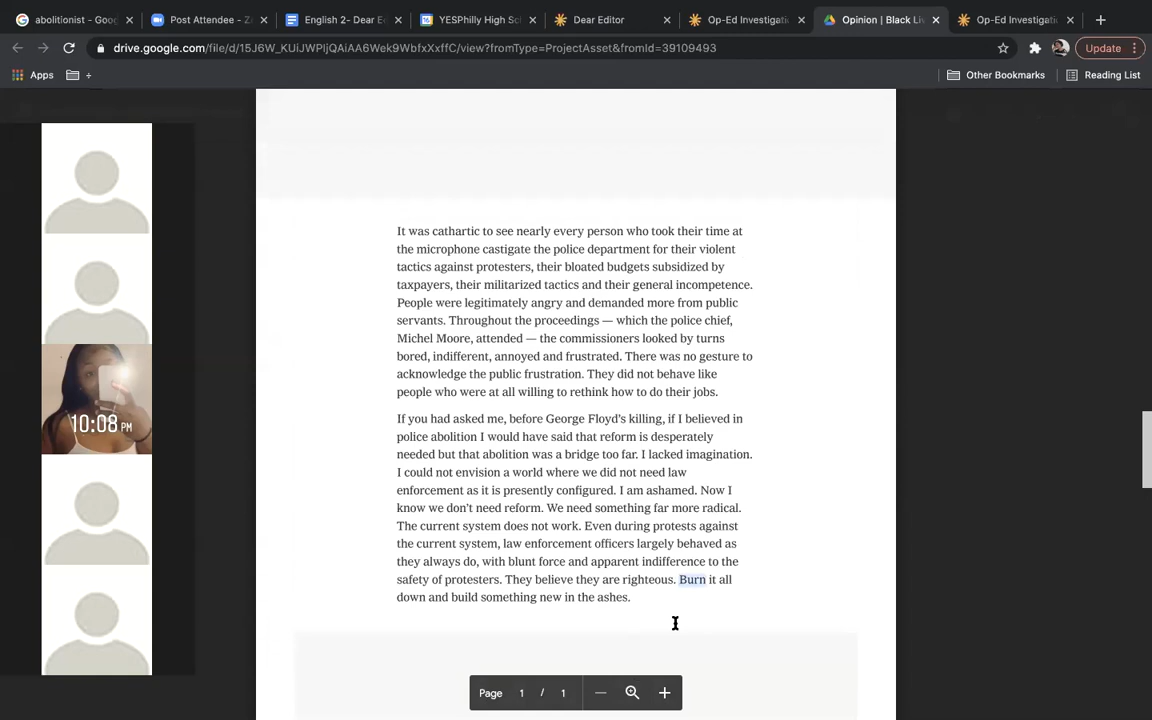 abolitionist - Goog
Post Attendee - Z
English 2- Dear E
YESPhilly High Sc
Dear Editor
Op-Ed Investigati
Opinion | Black Liv
Op-Ed Investigati
drive.google.com/file/d/15J6W_KUiJWPljQAiAA6Wek9WbfxXxffC/view?fromType=ProjectAsset&fromId=39109493
Update
Apps
Other Bookmarks
Reading List
It was cathartic to see nearly every person who took their time at
the microphone castigate the police department for their violent
tactics against protesters, their bloated budgets subsidized by
taxpayers, their militarized tactics and their general incompetence.
People were legitimately angry and demanded more from public
servants. Throughout the proceedings — which the police chief,
Michel Moore, attended — the commissioners looked by turns
bored, indifferent, annoyed and frustrated. There was no gesture to
acknowledge the public frustration. They did not behave like
people who were at all willing to rethink how to do their jobs.
If you had asked me, before George Floyd's killing, if I believed in
police abolition I would have said that reform is desperately
needed but that abolition was a bridge too far. I lacked imagination.
I could not envision a world where we did not need law
enforcement as it is presently configured. I am ashamed. Now I
know we don't need reform. We need something far more radical.
The current system does not work. Even during protests against
the current system, law enforcement officers largely behaved as
they always do, with blunt force and apparent indifference to the
safety of protesters. They believe they are righteous. Burn it all
down and build something new in the ashes.
10:08 PM
Page 1 / 1